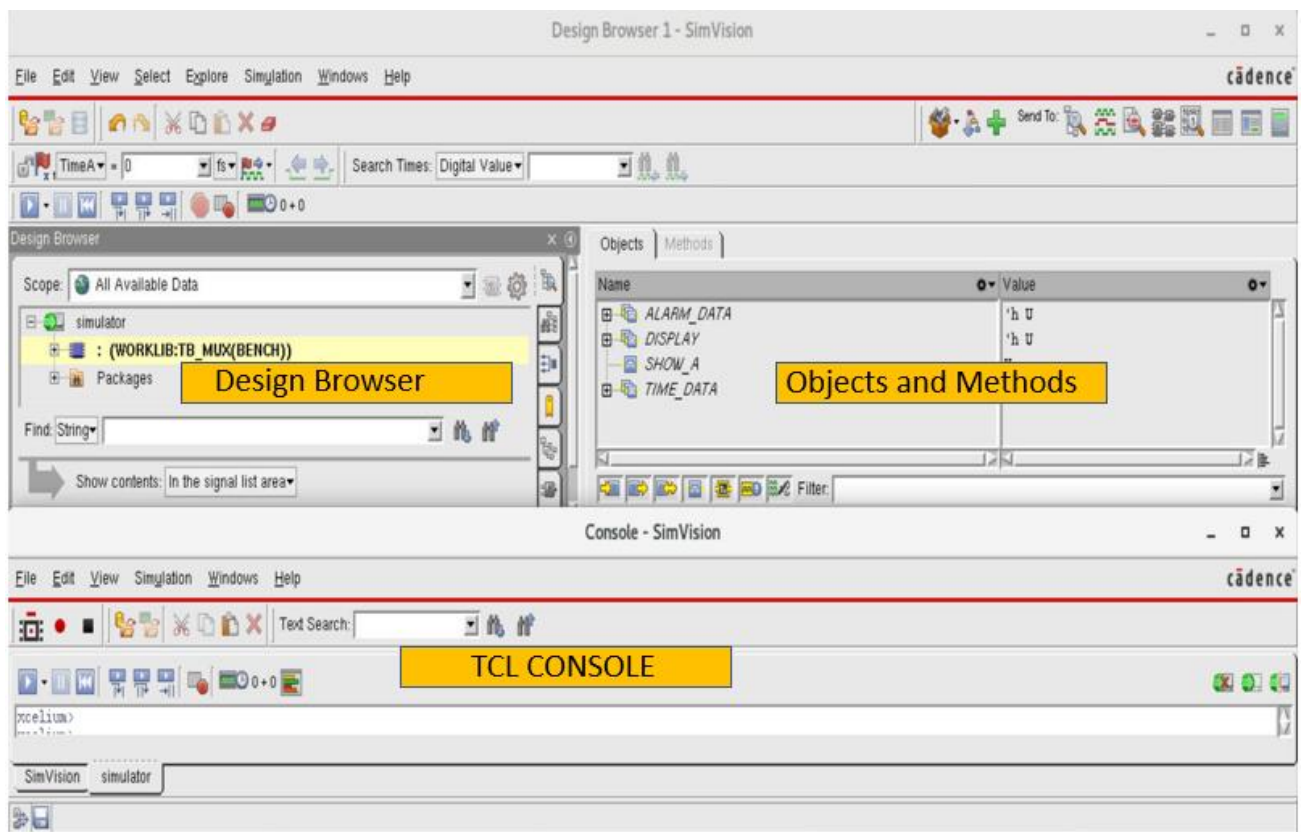 Design Browser 1 - SimVision
File Edit View Select Explore Simulation Windows Help
cādence
Send To:
TimeA = 0 fs Search Times: Digital Value
0 + 0
Design Browser
Objects Methods
Scope: All Available Data
Name Value
simulator
ALARM_DATA 'h U
: (WORKLIB:TB_MUX(BENCH))
DISPLAY 'h U
SHOW_A
Packages
Design Browser
Objects and Methods
TIME_DATA
Find: String
Show contents: In the signal list area
Filter:
Console - SimVision
File Edit View Simulation Windows Help
cādence
Text Search:
TCL CONSOLE
0 + 0
xcelium>
SimVision simulator